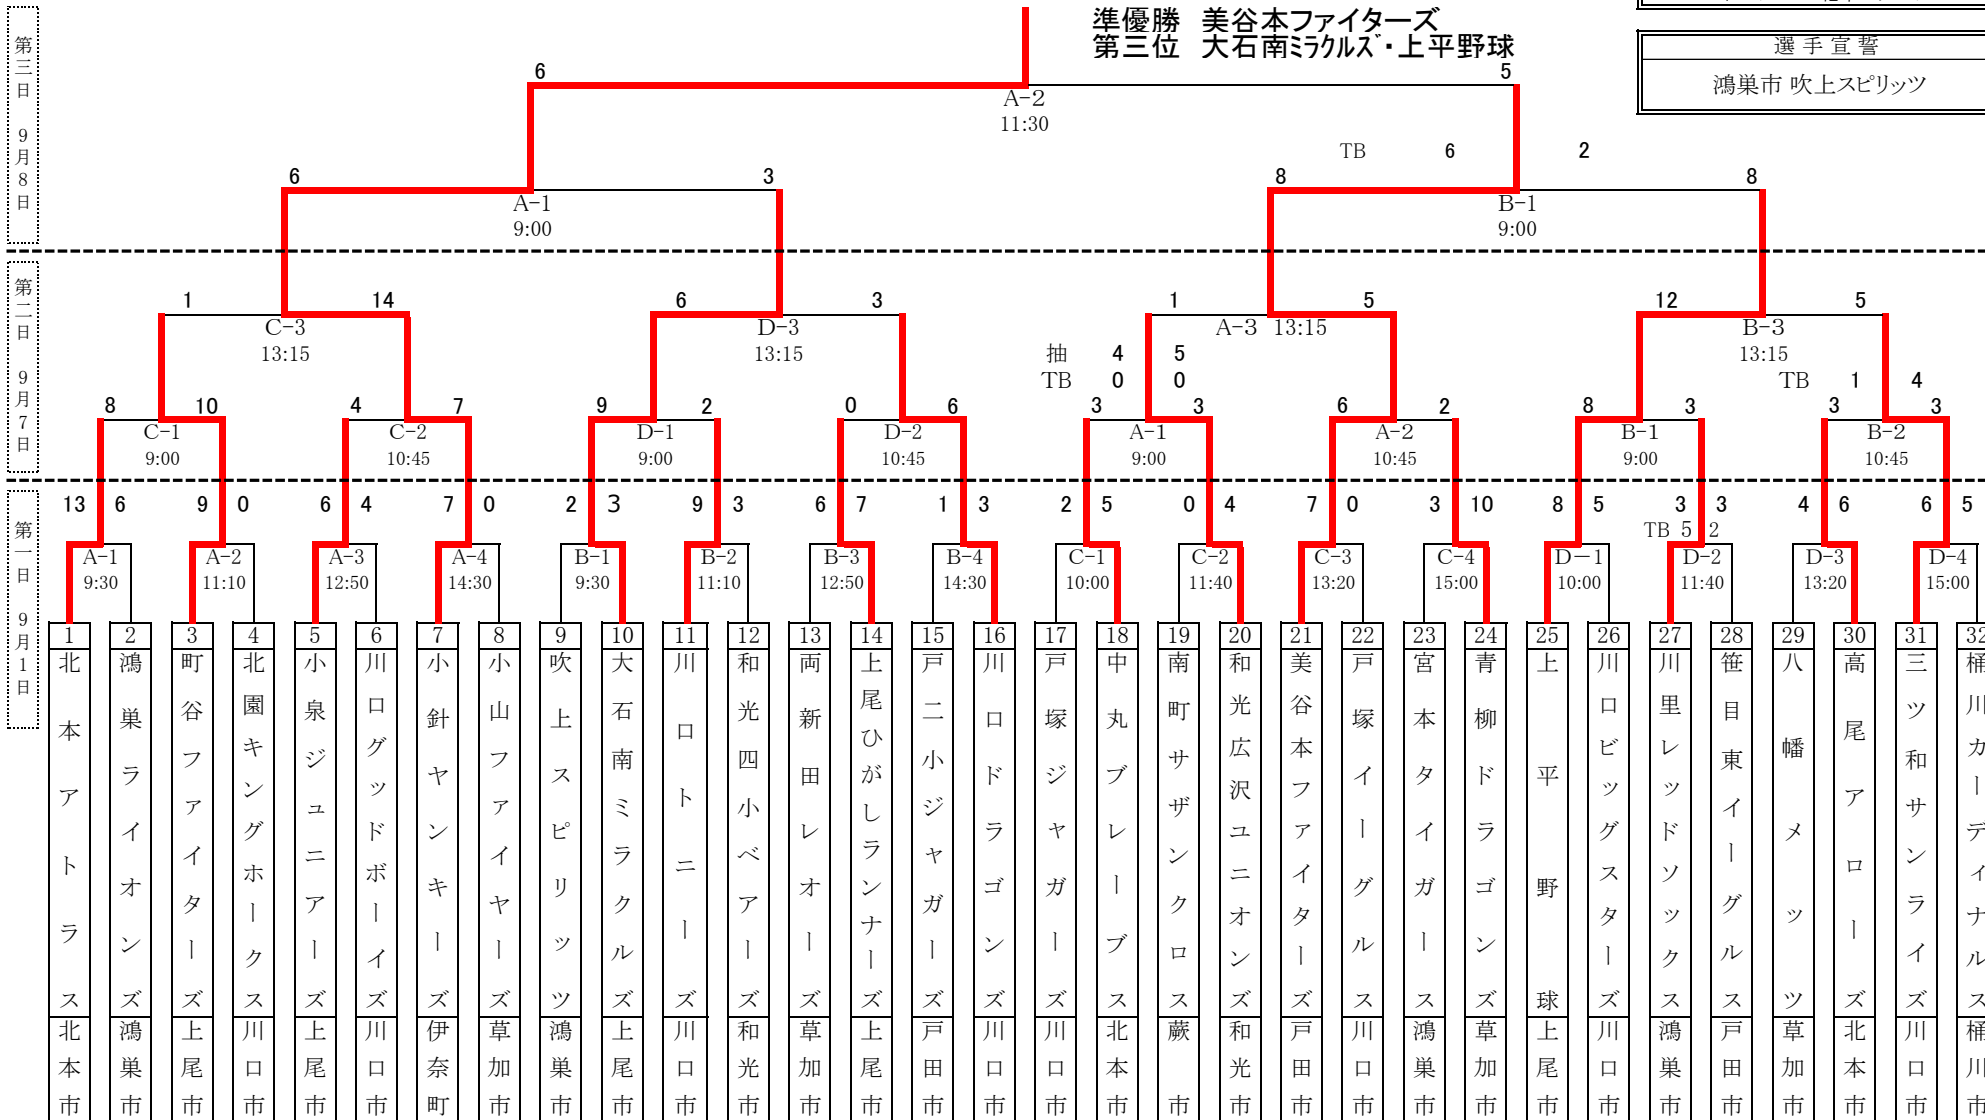 準優勝 美谷本ファイターズ
第三位 大石南ミラクルズ・上平野球
選手宣誓
鴻巣市 吹上スピリッツ
第三日 9月8日
6 5
A-2
11:30
TB 6 2
6 3 8 8
A-1 B-1
9:00 9:00
第二日 9月7日
1 14 6 3 1 5 12 5
C-3 D-3 A-3 13:15 B-3
13:15 13:15 13:15
抽 4 5
TB 0 0 TB 1 4
8 10 4 7 9 2 0 6 3 3 6 2 8 3 3 3
C-1 C-2 D-1 D-2 A-1 A-2 B-1 B-2
9:00 10:45 9:00 10:45 9:00 10:45 9:00 10:45
第一日 9月1日
13 6 9 0 6 4 7 0 2 3 9 3 6 7 1 3 2 5 0 4 7 0 3 10 8 5 3 3 4 6 6 5
TB 5 2
A-1 A-2 A-3 A-4 B-1 B-2 B-3 B-4 C-1 C-2 C-3 C-4 D-1 D-2 D-3 D-4
9:30 11:10 12:50 14:30 9:30 11:10 12:50 14:30 10:00 11:40 13:20 15:00 10:00 11:40 13:20 15:00
1 北本アトラス 北本市
2 鴻巣ライオンズ 鴻巣市
3 町谷ファイターズ 上尾市
4 北園キングホークス 川口市
5 小泉ジュニアーズ 上尾市
6 川口グッドボーイズ 川口市
7 小針ヤンキーズ 伊奈町
8 小山ファイヤーズ 草加市
9 吹上スピリッツ 鴻巣市
10 大石南ミラクルズ 上尾市
11 川口トニーズ 川口市
12 和光四小ベアーズ 和光市
13 両新田レオーズ 草加市
14 上尾ひがしランナーズ 上尾市
15 戸二小ジャガーズ 戸田市
16 川口ドラゴンズ 川口市
17 戸塚ジャガーズ 川口市
18 中丸ブレーブス 北本市
19 南町サザンクロス 蕨市
20 和光広沢ユニオンズ 和光市
21 美谷本ファイターズ 戸田市
22 戸塚イーグルス 川口市
23 宮本タイガース 鴻巣市
24 青柳ドラゴンズ 草加市
25 上平野球 上尾市
26 川口ビッグスターズ 川口市
27 川里レッドソックス 鴻巣市
28 笹目東イーグルス 戸田市
29 八幡メッツ 草加市
30 高尾アローズ 北本市
31 三ツ和サンライズ 川口市
32 桶川カーディナルス 桶川市